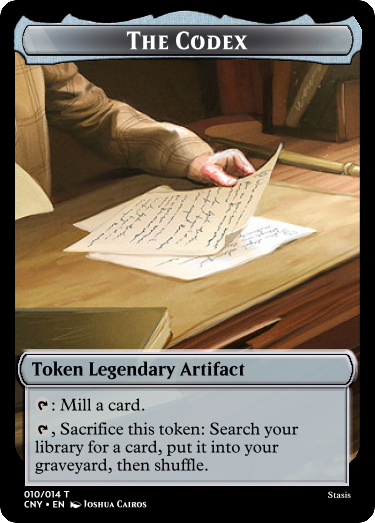 The Codex
Token Legendary Artifact
: Mill a card.
, Sacrifice this token: Search your
library for a card, put it into your
graveyard, then shuffle.
010/014 T
Stasis
CNY • EN Joshua Cairos